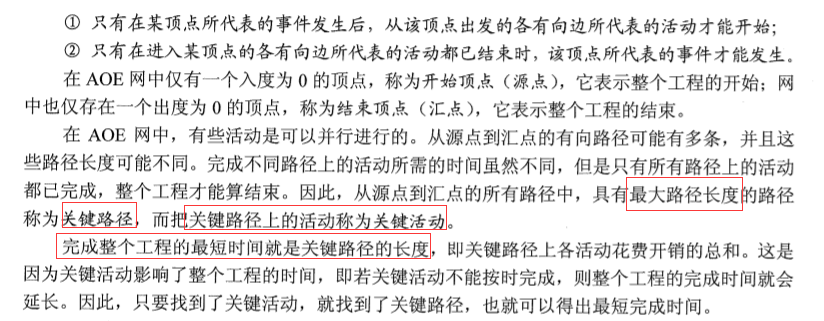 ① 只有在某顶点所代表的事件发生后，从该顶点出发的各有向边所代表的活动才能开始；
② 只有在进入某顶点的各有向边所代表的活动都已结束时，该顶点所代表的事件才能发生。
在 AOE 网中仅有一个入度为 0 的顶点，称为开始顶点（源点），它表示整个工程的开始；网
中也仅存在一个出度为 0 的顶点，称为结束顶点（汇点），它表示整个工程的结束。
在 AOE 网中，有些活动是可以并行进行的。从源点到汇点的有向路径可能有多条，并且这
些路径长度可能不同。完成不同路径上的活动所需的时间虽然不同，但是只有所有路径上的活动
都已完成，整个工程才能算结束。因此，从源点到汇点的所有路径中，具有最大路径长度的路径
称为关键路径，而把关键路径上的活动称为关键活动。
完成整个工程的最短时间就是关键路径的长度，即关键路径上各活动花费开销的总和。这是
因为关键活动影响了整个工程的时间，即若关键活动不能按时完成，则整个工程的完成时间就会
延长。因此，只要找到了关键活动，就找到了关键路径，也就可以得出最短完成时间。